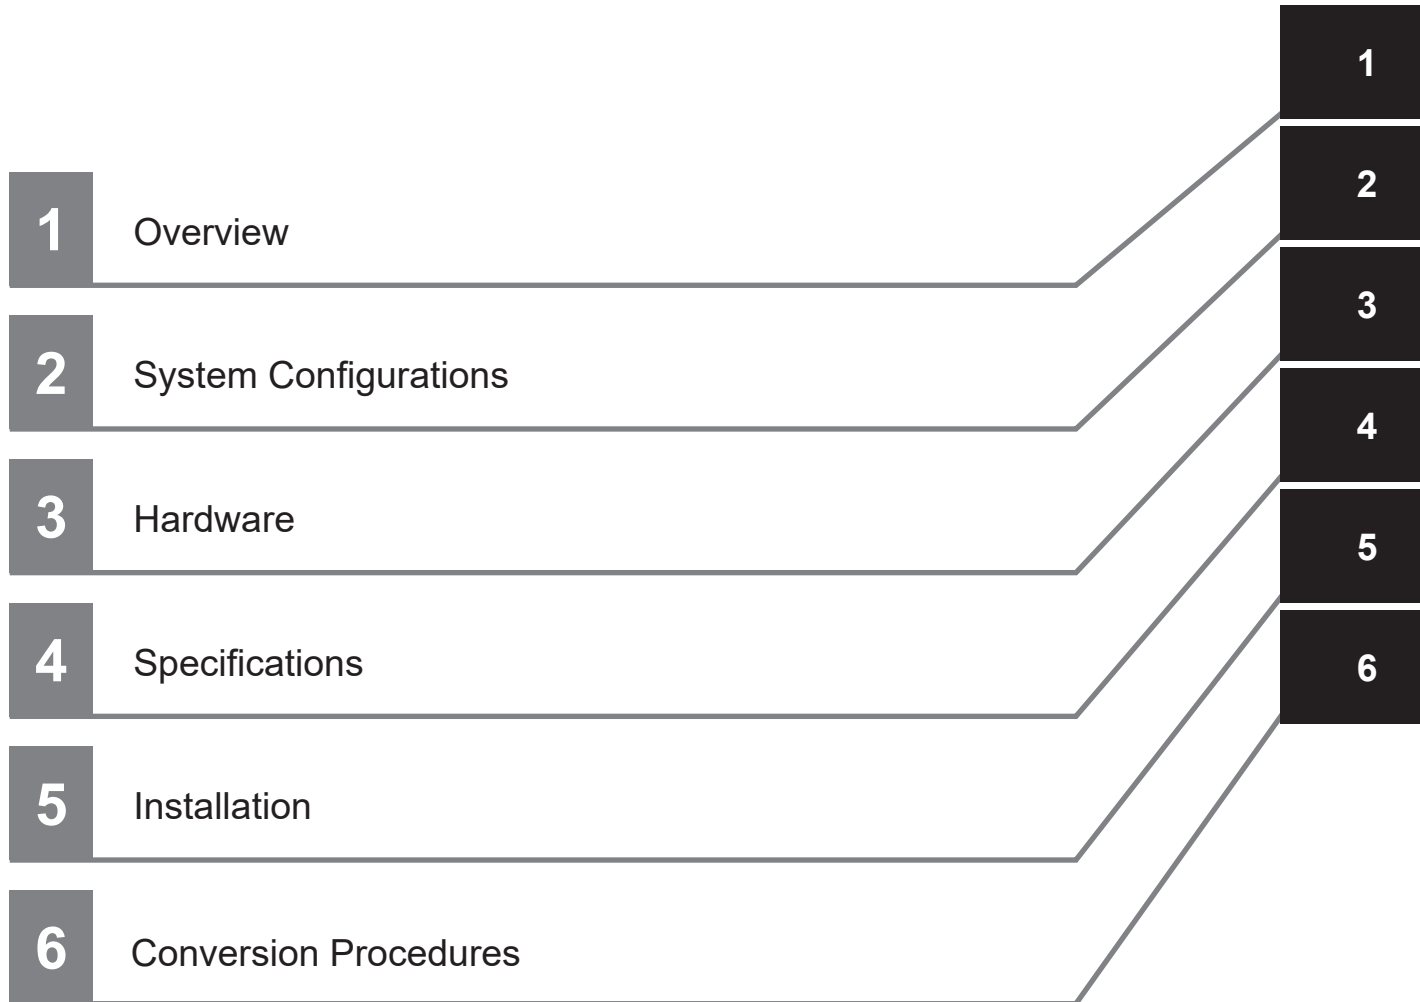 1
2
3
4
5
6
1 Overview
2 System Configurations
3 Hardware
4 Specifications
5 Installation
6 Conversion Procedures